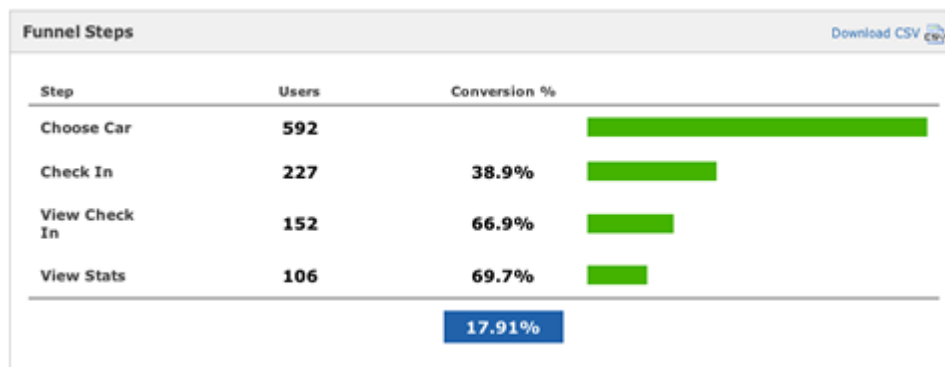 Funnel Steps Download CSV CSV
Step Users Conversion %
Choose Car 592
Check In 227 38.9%
View Check
In 152 66.9%
View Stats 106 69.7%
17.91%